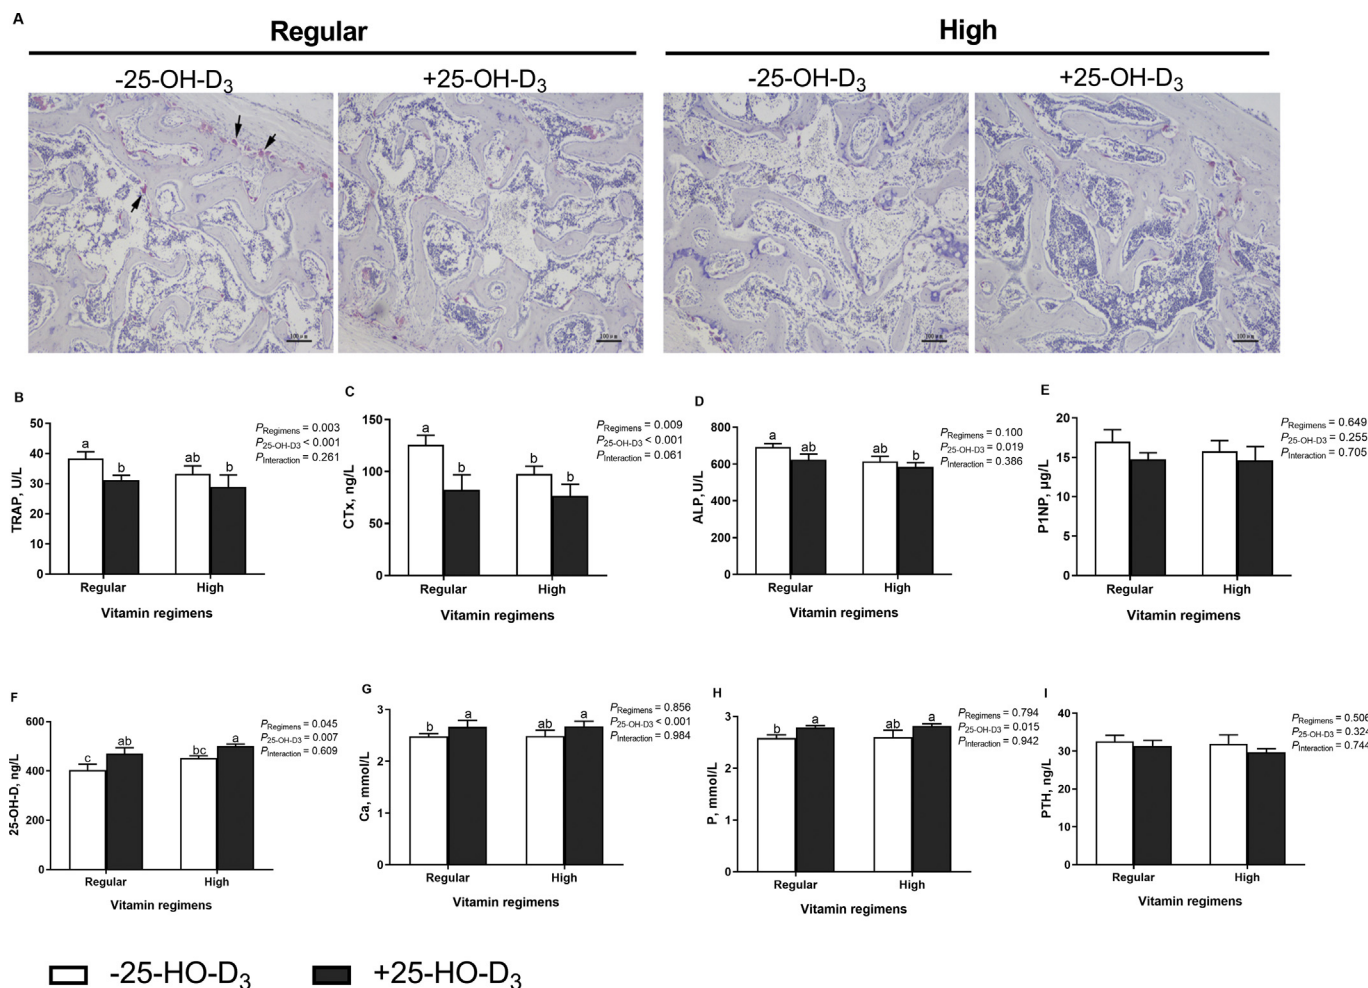 A
Regular
High
-25-OH-D3
+25-OH-D3
-25-OH-D3
+25-OH-D3
100 μm
100 μm
100 μm
100 μm
B
PRegimens = 0.003
P25-OH-D3 < 0.001
PInteraction = 0.261
TRAP, U/L
50
40
30
20
10
0
a
b
ab
b
Regular
High
Vitamin regimens
C
PRegimens = 0.009
P25-OH-D3 < 0.001
PInteraction = 0.061
CTx, ng/L
150
100
50
0
a
b
b
b
Regular
High
Vitamin regimens
D
PRegimens = 0.100
P25-OH-D3 = 0.019
PInteraction = 0.386
ALP, U/L
800
600
400
200
0
a
ab
ab
b
Regular
High
Vitamin regimens
E
PRegimens = 0.649
P25-OH-D3 = 0.255
PInteraction = 0.705
P1NP, μg/L
20
15
10
5
0
Regular
High
Vitamin regimens
F
PRegimens = 0.045
P25-OH-D3 = 0.007
PInteraction = 0.609
25-OH-D, ng/L
600
400
200
0
c
ab
bc
a
Regular
High
Vitamin regimens
G
PRegimens = 0.856
P25-OH-D3 < 0.001
PInteraction = 0.984
Ca, mmol/L
3
2
1
0
b
a
ab
a
Regular
High
Vitamin regimens
H
PRegimens = 0.794
P25-OH-D3 = 0.015
PInteraction = 0.942
P, mmol/L
3
2
1
0
b
a
ab
a
Regular
High
Vitamin regimens
I
PRegimens = 0.506
P25-OH-D3 = 0.324
PInteraction = 0.744
PTH, ng/L
40
30
20
10
0
Regular
High
Vitamin regimens
-25-HO-D3
+25-HO-D3